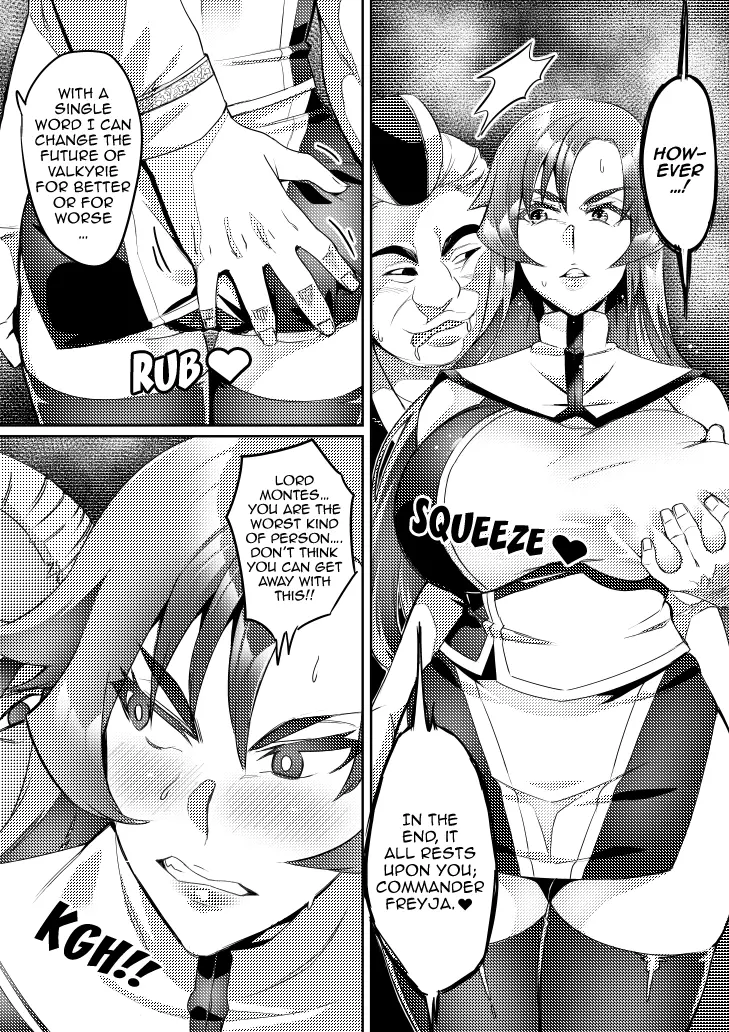 HOW-
EVER
....!
SQUEEZE ♥
IN THE
END, IT
ALL RESTS
UPON YOU;
COMMANDER
FREYJA.♥
WITH A
SINGLE
WORD I CAN
CHANGE THE
FUTURE OF
VALKYRIE
FOR BETTER
OR FOR
WORSE
...
RUB ♥
LORD
MONTES...
YOU ARE THE
WORST KIND
OF PERSON....
DON'T THINK
YOU CAN GET
AWAY WITH
THIS!!
KGH!!